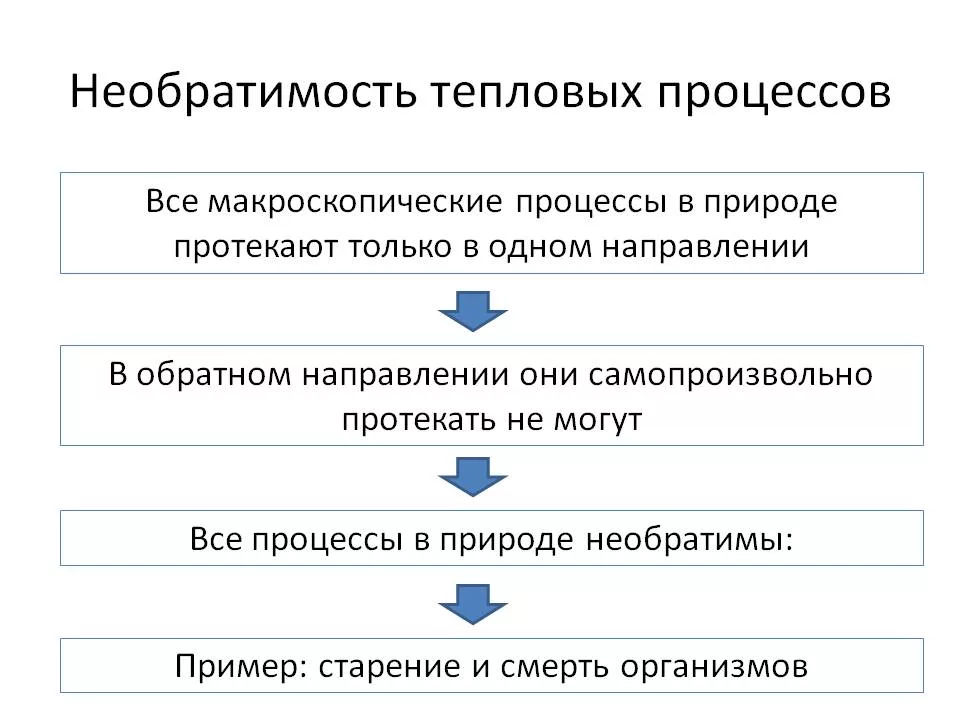 Необратимость тепловых процессов
Все макроскопические процессы в природе
протекают только в одном направлении
В обратном направлении они самопроизвольно
протекать не могут
Все процессы в природе необратимы:
Пример: старение и смерть организмов